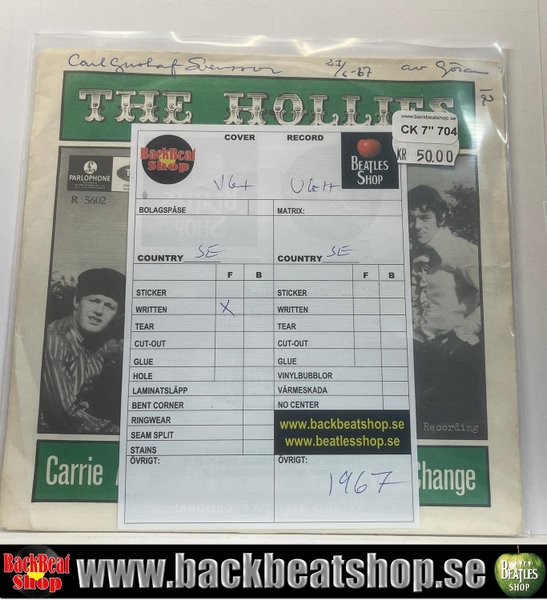 Carl Gustaf Svensson 23/6-67 av Göran
THE HOLLIES
www.backbeatshop.se
CK 7" 704
KR 50.00
PARLOPHONE
R 5602
COVER RECORD
BackBeat Shop
BEATLES SHOP
VG+ VG++
BOLAGSPÅSE MATRIX:
COUNTRY SE COUNTRY SE
F B F B
STICKER STICKER
WRITTEN X WRITTEN
TEAR TEAR
CUT-OUT CUT-OUT
GLUE GLUE
HOLE VINYLBUBBLOR
LAMINATSLÄPP VÄRMESKADA
BENT CORNER NO CENTER
RINGWEAR
SEAM SPLIT
STAINS
www.backbeatshop.se
www.beatlesshop.se
Recording
ÖVRIGT: ÖVRIGT:
1967
Carrie A Change
BackBeat Shop www.backbeatshop.se BEATLES SHOP